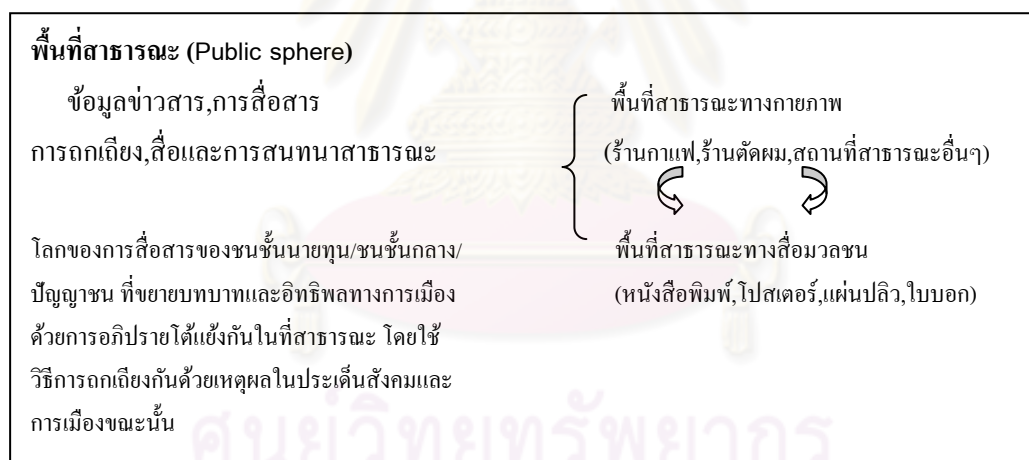 พื้นที่สาธารณะ (Public sphere)
ข้อมูลข่าวสาร,การสื่อสาร
การถกเถียง,สื่อและการสนทนาสาธารณะ
พื้นที่สาธารณะทางกายภาพ
(ร้านกาแฟ,ร้านตัดผม,สถานที่สาธารณะอื่นๆ)
โลกของการสื่อสารของชนชั้นนายทุน/ชนชั้นกลาง/
ปัญญาชน ที่ขยายบทบาทและอิทธิพลทางการเมือง
ด้วยการอภิปรายโต้แย้งกันในที่สาธารณะ โดยใช้
วิธีการถกเถียงกันด้วยเหตุผลในประเด็นสังคมและ
การเมืองขณะนั้น
พื้นที่สาธารณะทางสื่อมวลชน
(หนังสือพิมพ์,โปสเตอร์,แผ่นปลิว,ใบบอก)
ศูนย์วิทยทรัพยากร